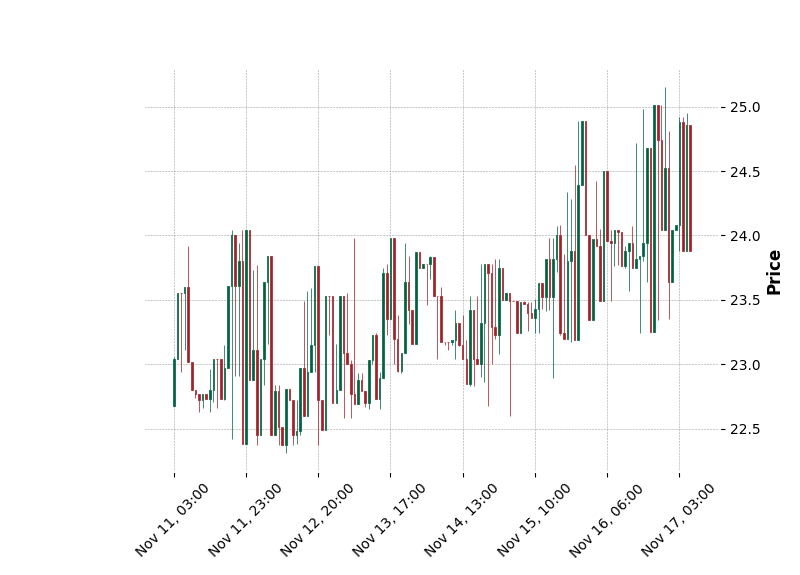 25.0
24.5
24.0
23.5
23.0
22.5
Price
Nov 11, 03:00
Nov 11, 23:00
Nov 12, 20:00
Nov 13, 17:00
Nov 14, 13:00
Nov 15, 10:00
Nov 16, 06:00
Nov 17, 03:00